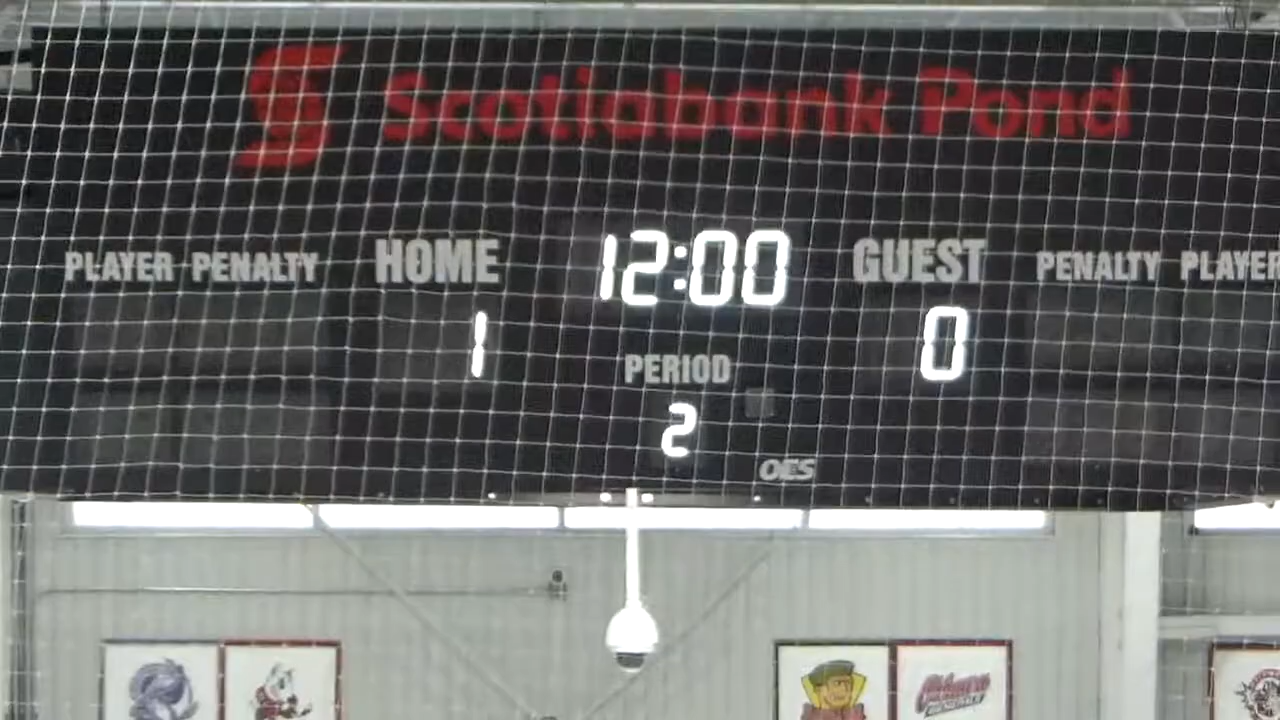 Scotiabank Pond
PLAYER PENALTY HOME 12:00 GUEST PENALTY PLAYER
1 0
PERIOD
2
OES